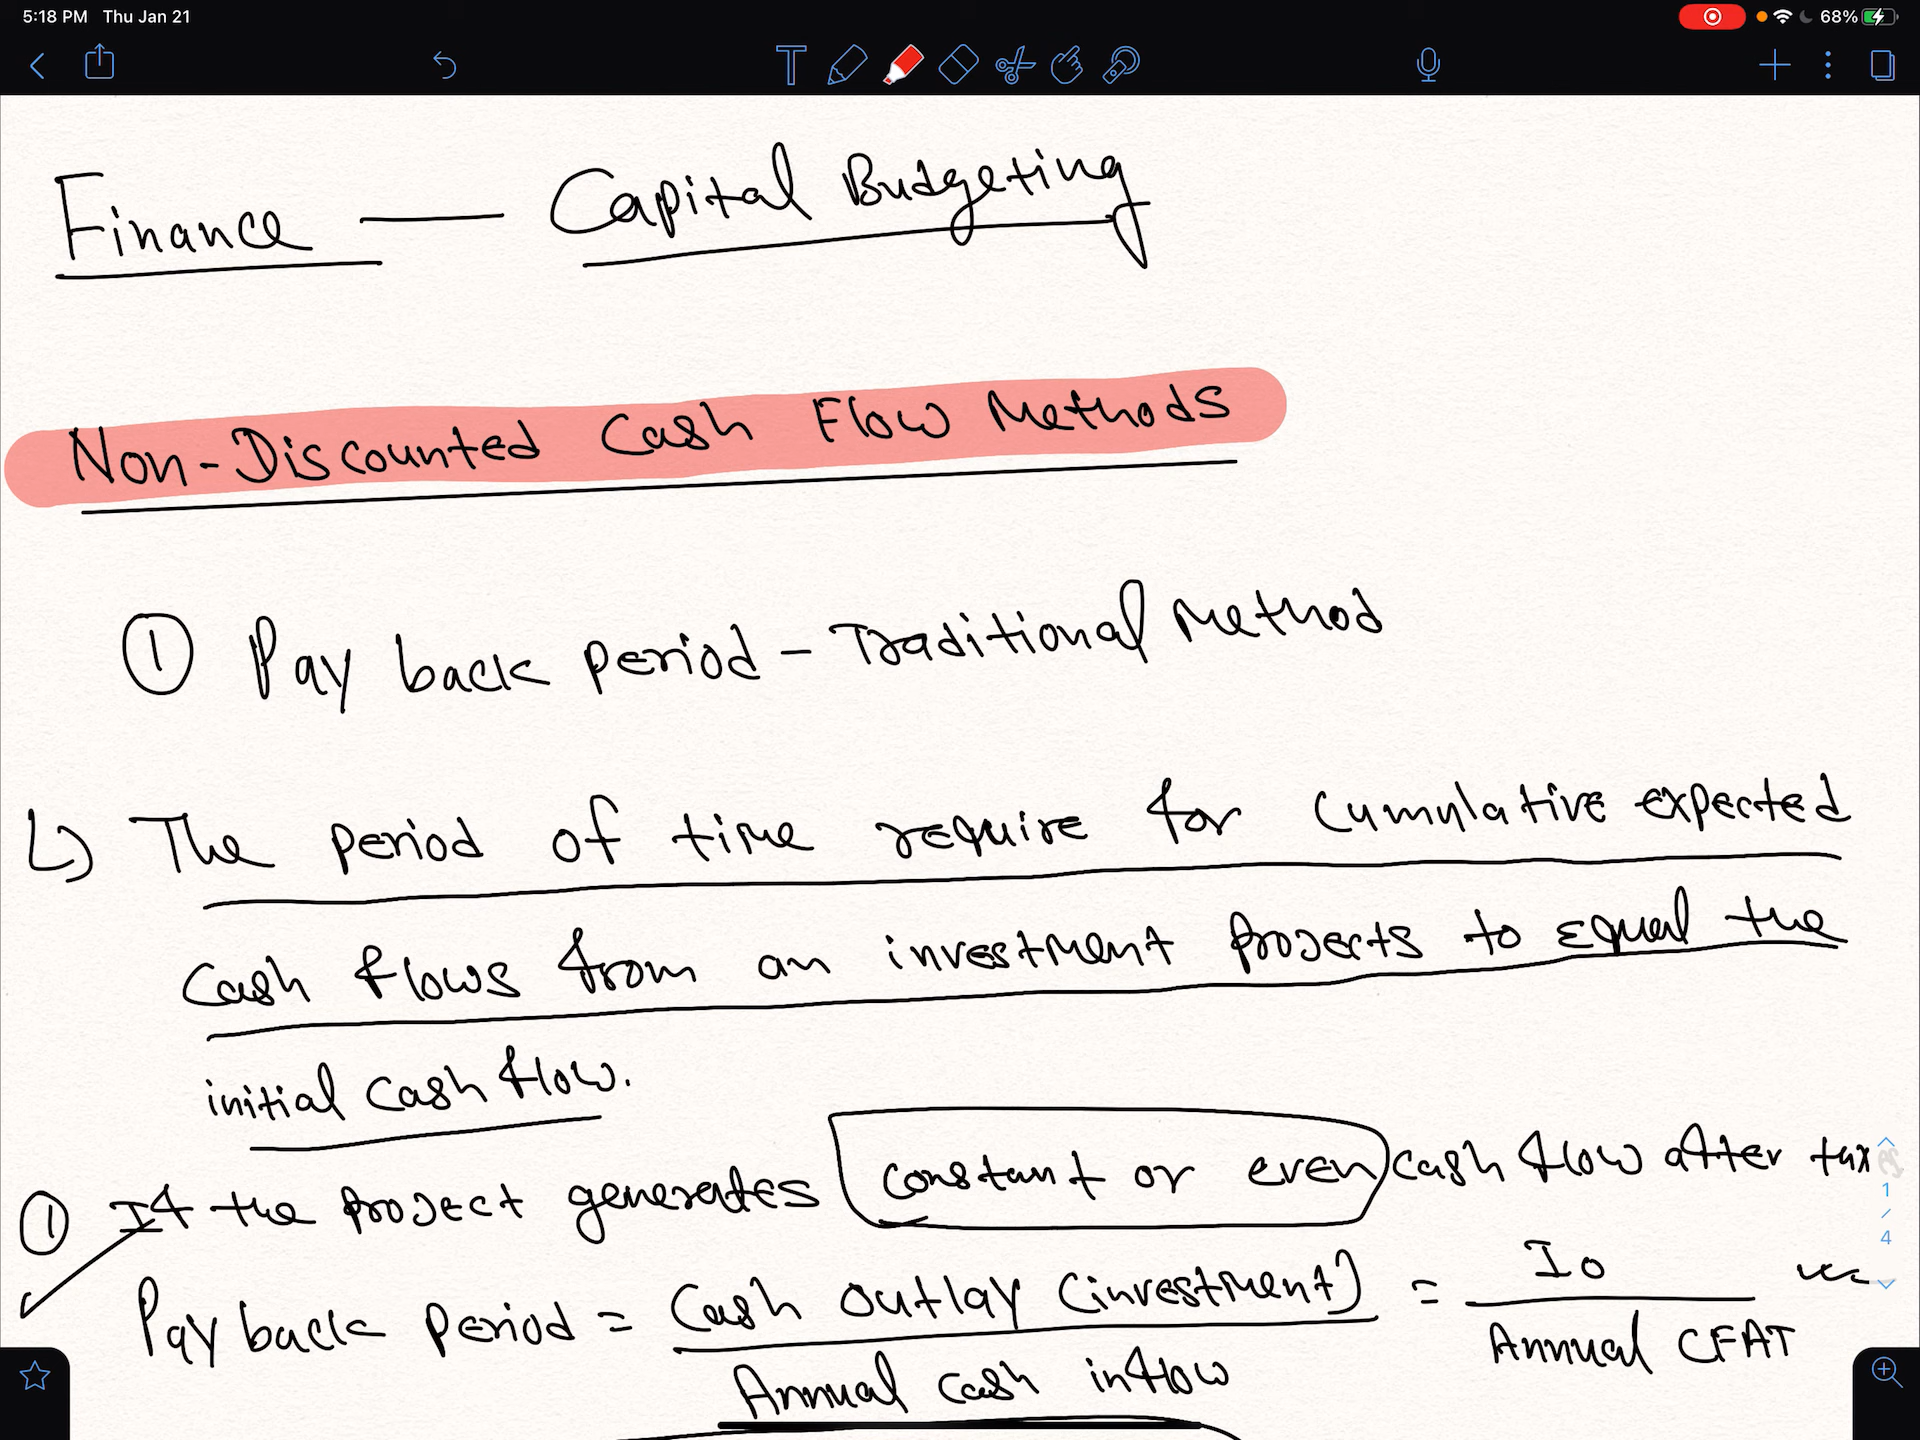 5:18 PM Thu Jan 21
68%
Finance — Capital Budgeting
Non-Discounted Cash Flow Methods
① Pay back period - Traditional Method
↳ The period of time require for cumulative expected
cash flows from an investment projects to equal the
initial cash flow.
① If the project generates constant or even cash flow after tax
Pay back period = Cash outlay (investment) / Annual cash inflow = Io / Annual CFAT
1 / 4